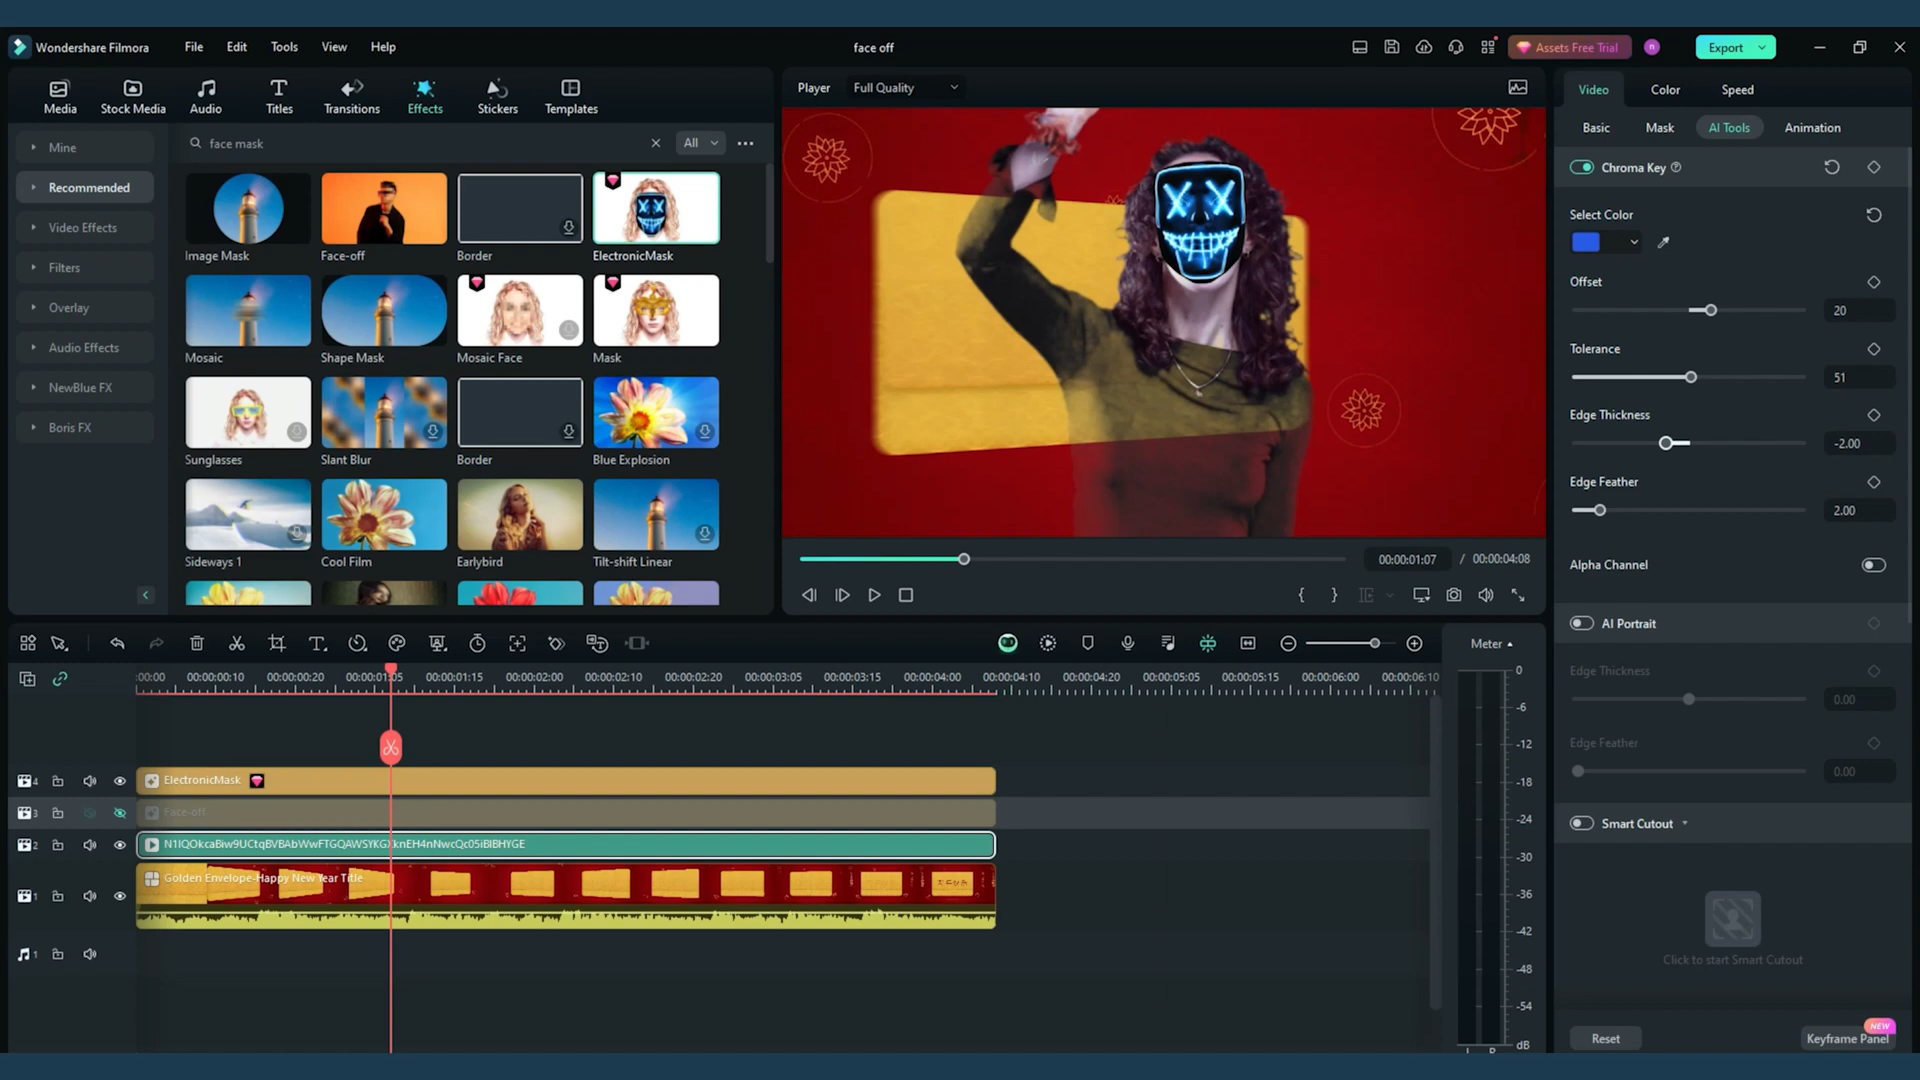 Wondershare Filmora
File
Edit
Tools
View
Help
face off
Assets Free Trial
n
Export
Media
Stock Media
Audio
Titles
Transitions
Effects
Stickers
Templates
Player
Full Quality
Video
Color
Speed
Basic
Mask
AI Tools
Animation
Mine
Recommended
Video Effects
Filters
Overlay
Audio Effects
NewBlue FX
Boris FX
face mask
All
Image Mask
Face-off
Border
ElectronicMask
Mosaic
Shape Mask
Mosaic Face
Mask
Sunglasses
Slant Blur
Border
Blue Explosion
Sideways 1
Cool Film
Earlybird
Tilt-shift Linear
00:00:01:07
/
00:00:04:08
Chroma Key
Select Color
Offset
20
Tolerance
51
Edge Thickness
-2.00
Edge Feather
2.00
Alpha Channel
AI Portrait
Edge Thickness
0.00
Edge Feather
0.00
Smart Cutout
Click to start Smart Cutout
Reset
NEW
Keyframe Panel
Meter
:00:00
00:00:00:10
00:00:00:20
00:00:01:05
00:00:01:15
00:00:02:00
00:00:02:10
00:00:02:20
00:00:03:05
00:00:03:15
00:00:04:00
00:00:04:10
00:00:04:20
00:00:05:05
00:00:05:15
00:00:06:00
00:00:06:10
4
ElectronicMask
3
Face-off
2
1
Golden Envelope-Happy New Year Title
1
0
-6
-12
-18
-24
-30
-36
-42
-48
-54
dB